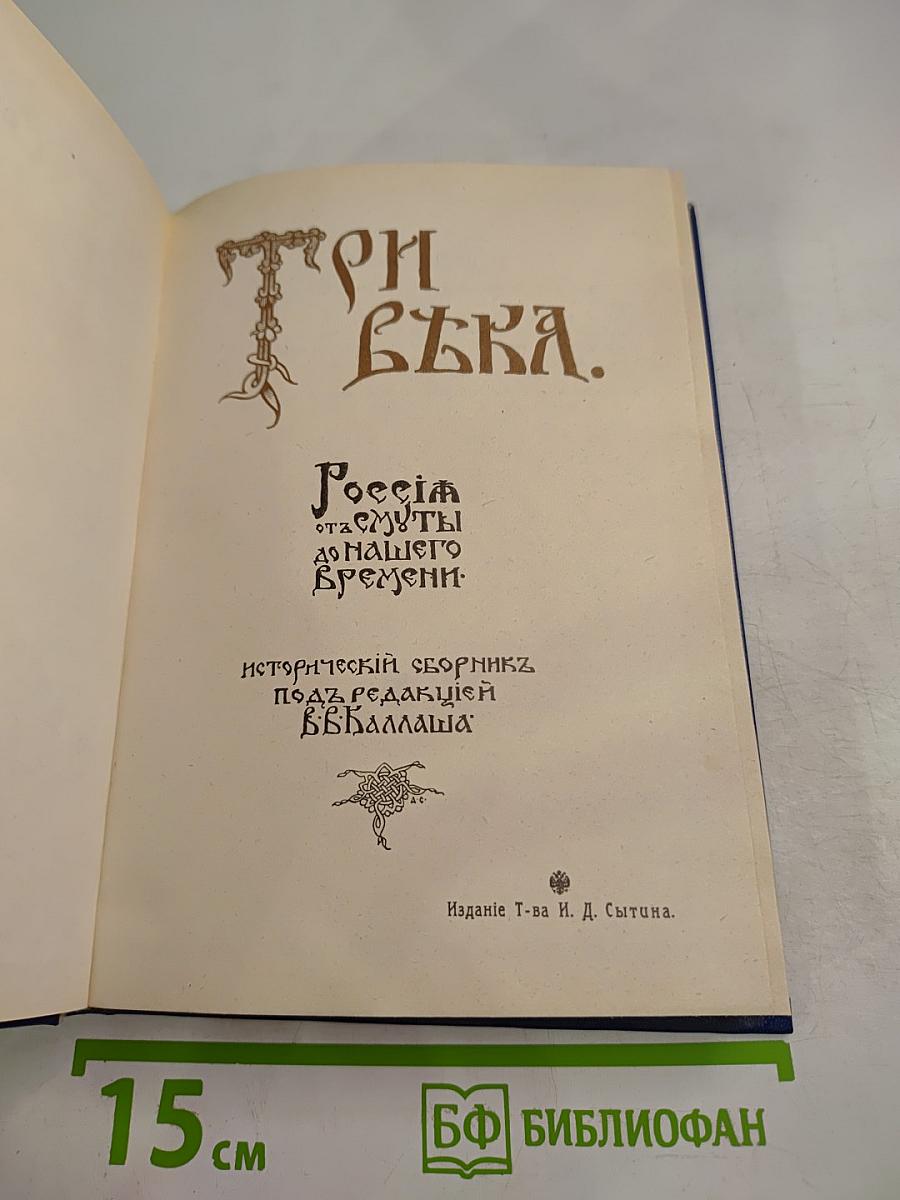 Три
вѣка.
Россіѧ
отъ смуты
до нашего
времени.
историческій сборникъ
подъ редакціей
В. В. Каллаша
Д. С.
Изданіе Т-ва И. Д. Сытина.
15 см
БФ БИБЛИОФАН